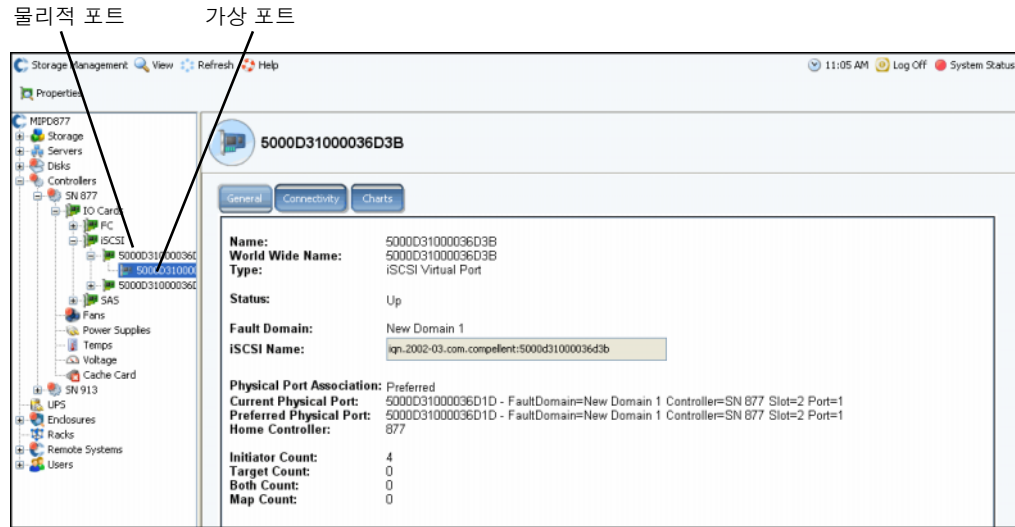 물리적 포트 가상 포트
Storage Management View Refresh Help 11:05 AM Log Off System Status
Properties
MIPD877
Storage
Servers
Disks
Controllers
SN 877
IO Cards
FC
iSCSI
5000D31000036D
5000D31000
5000D31000036D
SAS
Fans
Power Supplies
Temps
Voltage
Cache Card
SN 913
UPS
Enclosures
Racks
Remote Systems
Users
5000D31000036D3B
General Connectivity Charts
Name: 5000D31000036D3B
World Wide Name: 5000D31000036D3B
Type: iSCSI Virtual Port
Status: Up
Fault Domain: New Domain 1
iSCSI Name: iqn.2002-03.com.compellent:5000d31000036d3b
Physical Port Association: Preferred
Current Physical Port: 5000D31000036D1D - FaultDomain=New Domain 1 Controller=SN 877 Slot=2 Port=1
Preferred Physical Port: 5000D31000036D1D - FaultDomain=New Domain 1 Controller=SN 877 Slot=2 Port=1
Home Controller: 877
Initiator Count: 4
Target Count: 0
Both Count: 0
Map Count: 0